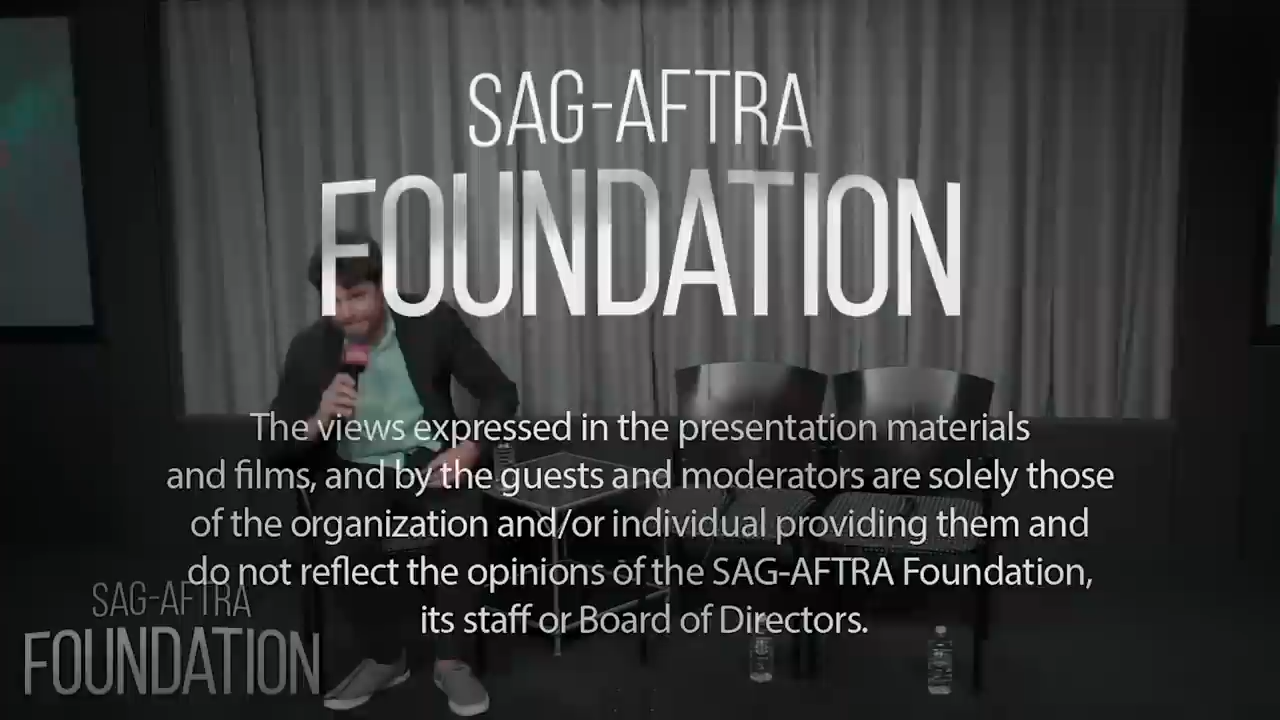 SAG-AFTRA
FOUNDATION
The views expressed in the presentation materials
and films, and by the guests and moderators are solely those
of the organization and/or individual providing them and
do not reflect the opinions of the SAG-AFTRA Foundation,
its staff or Board of Directors.
SAG-AFTRA
FOUNDATION